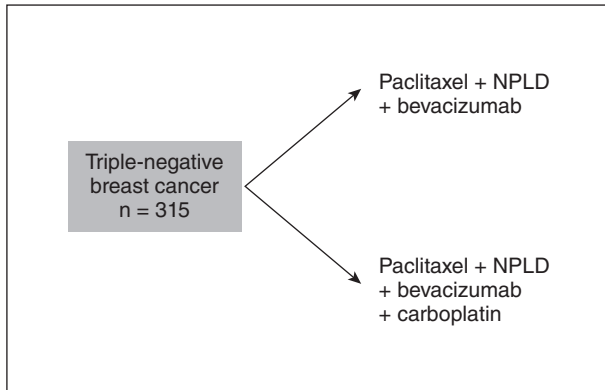 Paclitaxel + NPLD
+ bevacizumab
Triple-negative
breast cancer
n = 315
Paclitaxel + NPLD
+ bevacizumab
+ carboplatin